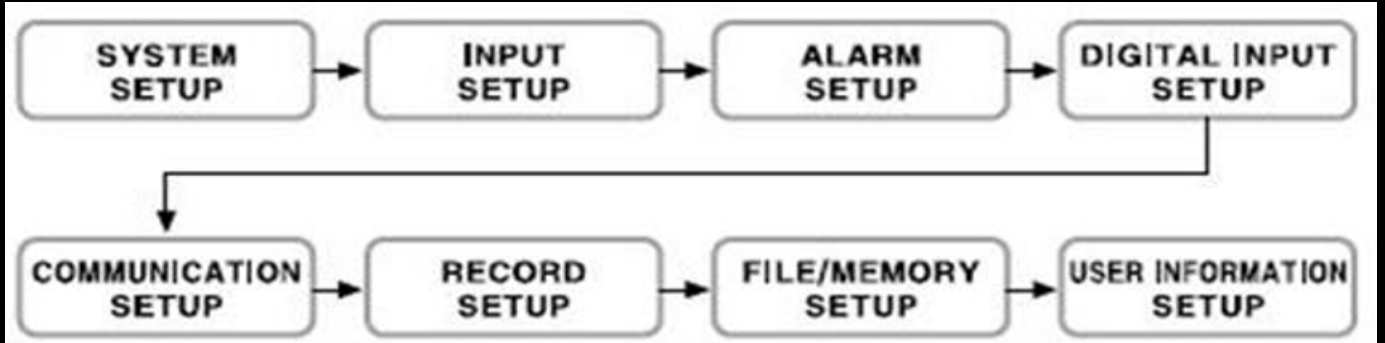 SYSTEM
SETUP
INPUT
SETUP
ALARM
SETUP
DIGITAL INPUT
SETUP
COMMUNICATION
SETUP
RECORD
SETUP
FILE/MEMORY
SETUP
USER INFORMATION
SETUP